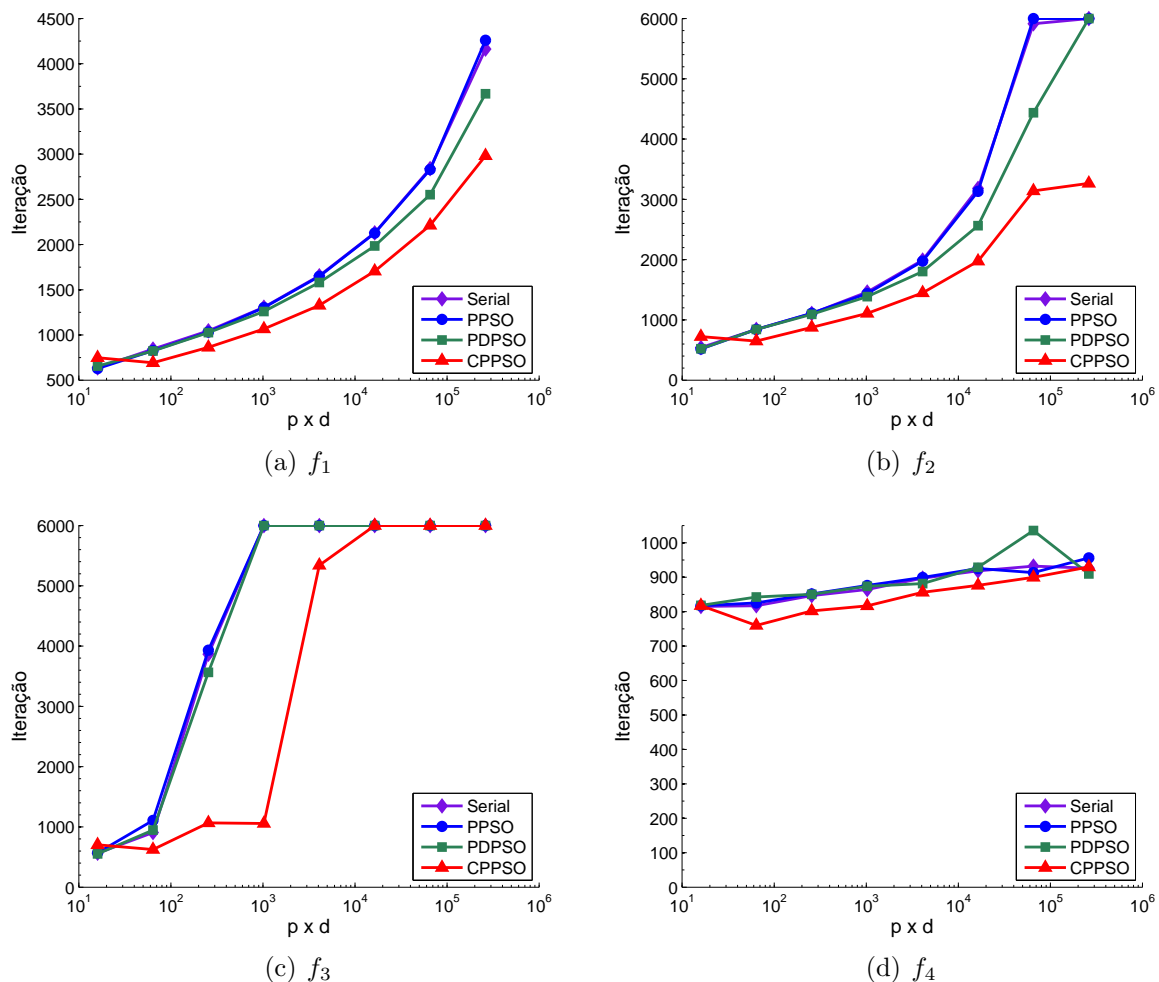 4500
4000
3500
3000
2500
2000
1500
1000
500
Iteração
10^1 10^2 10^3 10^4 10^5 10^6
p x d
Serial
PPSO
PDPSO
CPPSO
(a) f_1
6000
5000
4000
3000
2000
1000
0
Iteração
10^1 10^2 10^3 10^4 10^5 10^6
p x d
Serial
PPSO
PDPSO
CPPSO
(b) f_2
6000
5000
4000
3000
2000
1000
0
Iteração
10^1 10^2 10^3 10^4 10^5 10^6
p x d
Serial
PPSO
PDPSO
CPPSO
(c) f_3
1000
900
800
700
600
500
400
300
200
100
0
Iteração
10^1 10^2 10^3 10^4 10^5 10^6
p x d
Serial
PPSO
PDPSO
CPPSO
(d) f_4